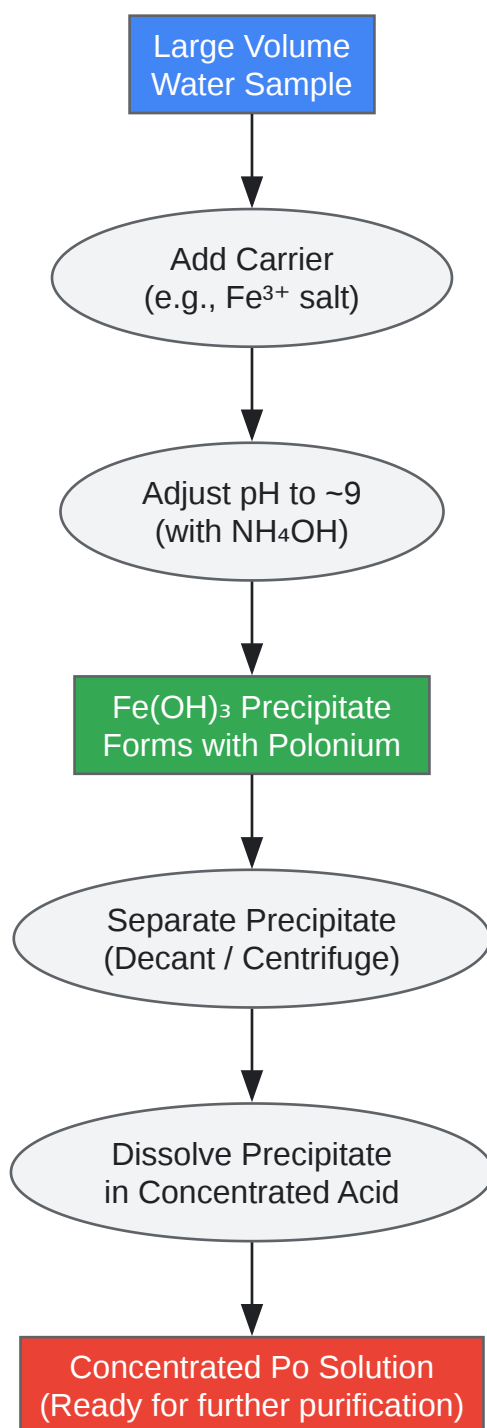 Large Volume
Water Sample
Add Carrier
(e.g., Fe³⁺ salt)
Adjust pH to ~9
(with NH₄OH)
Fe(OH)₃ Precipitate
Forms with Polonium
Separate Precipitate
(Decant / Centrifuge)
Dissolve Precipitate
in Concentrated Acid
Concentrated Po Solution
(Ready for further purification)